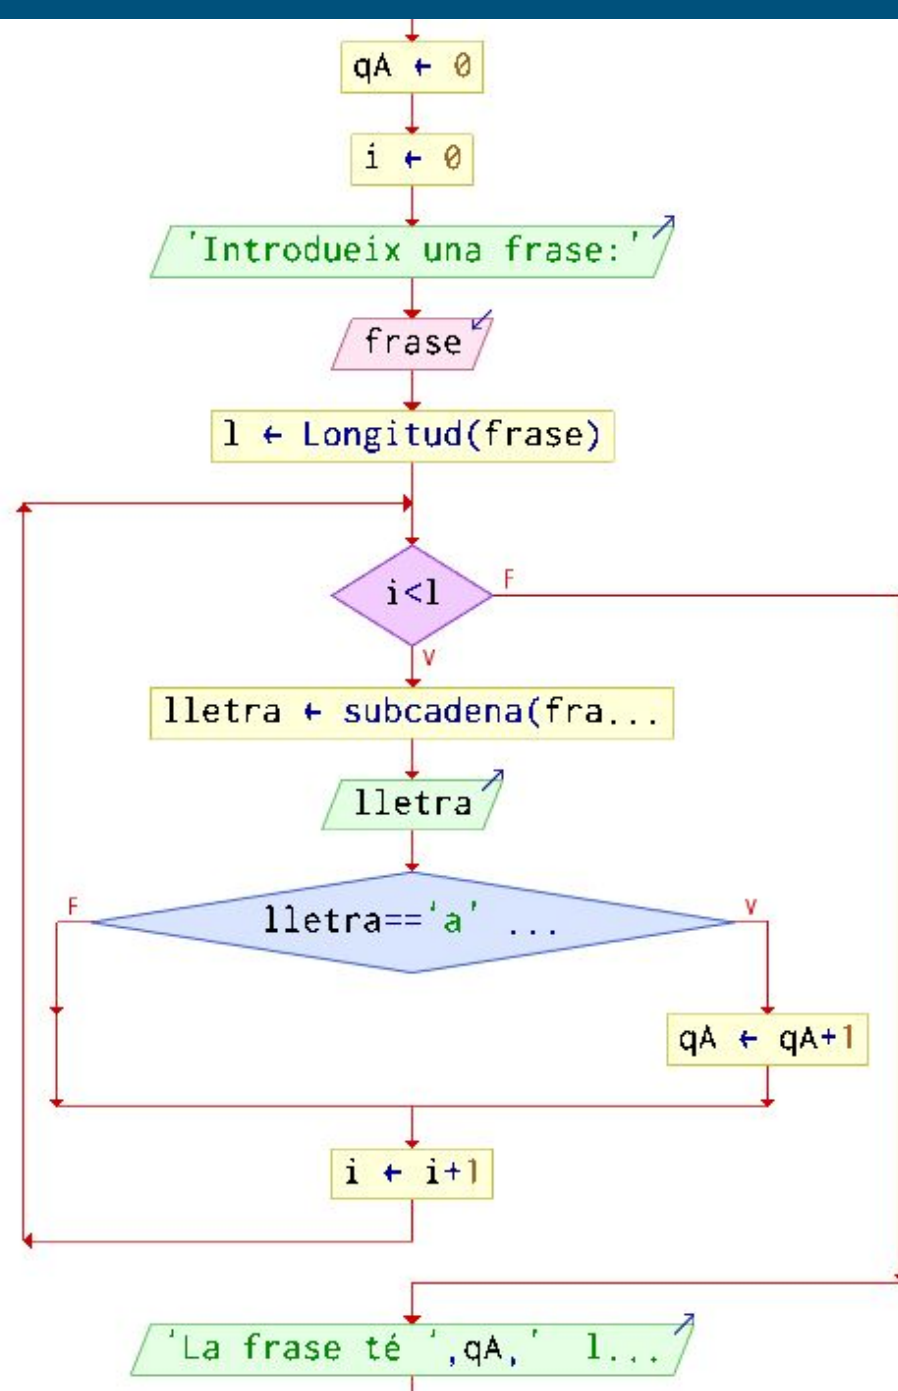 qA ← 0
i ← 0
'Introdueix una frase:'
frase
l ← Longitud(frase)
i<l
F
V
lletra ← subcadena(fra...
lletra
F
lletra=='a' ...
V
qA ← qA+1
i ← i+1
'La frase té ',qA,' l...